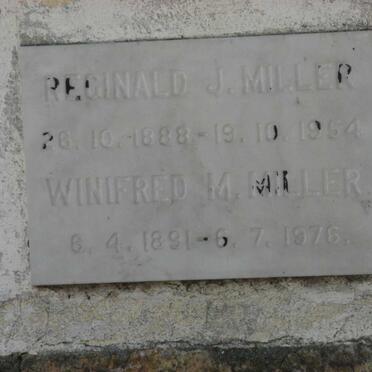 REGINALD J. MILLER
26.10.1888-19.10.1954
WINIFRED M. MILLER
6.4.1891-6.7.1976.